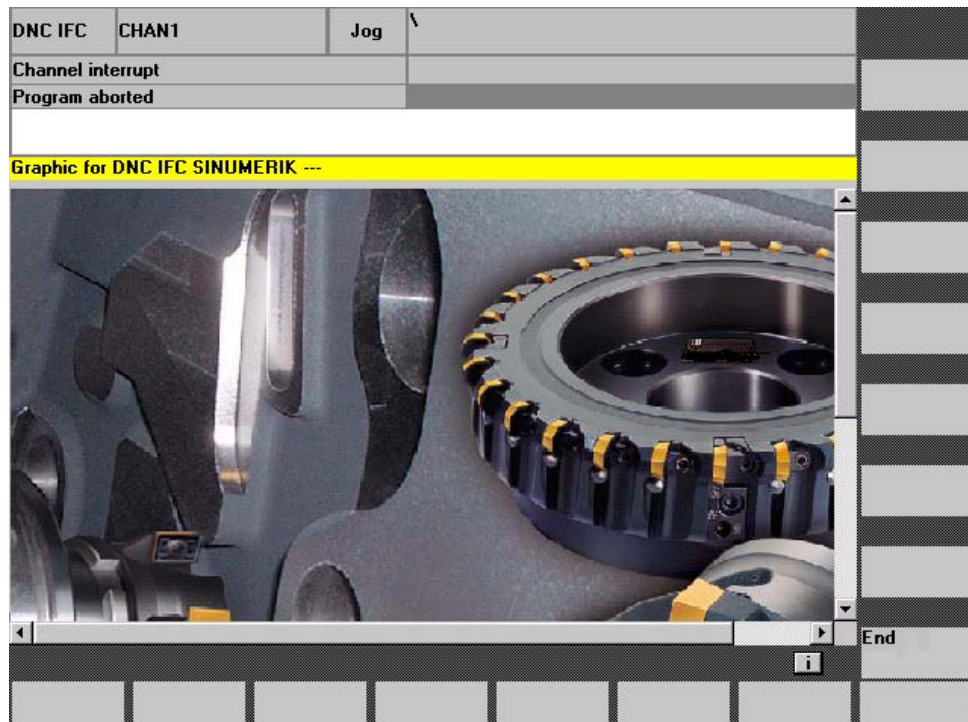 DNC IFC CHAN1 Jog \
Channel interrupt
Program aborted
Graphic for DNC IFC SINUMERIK ---
End
i